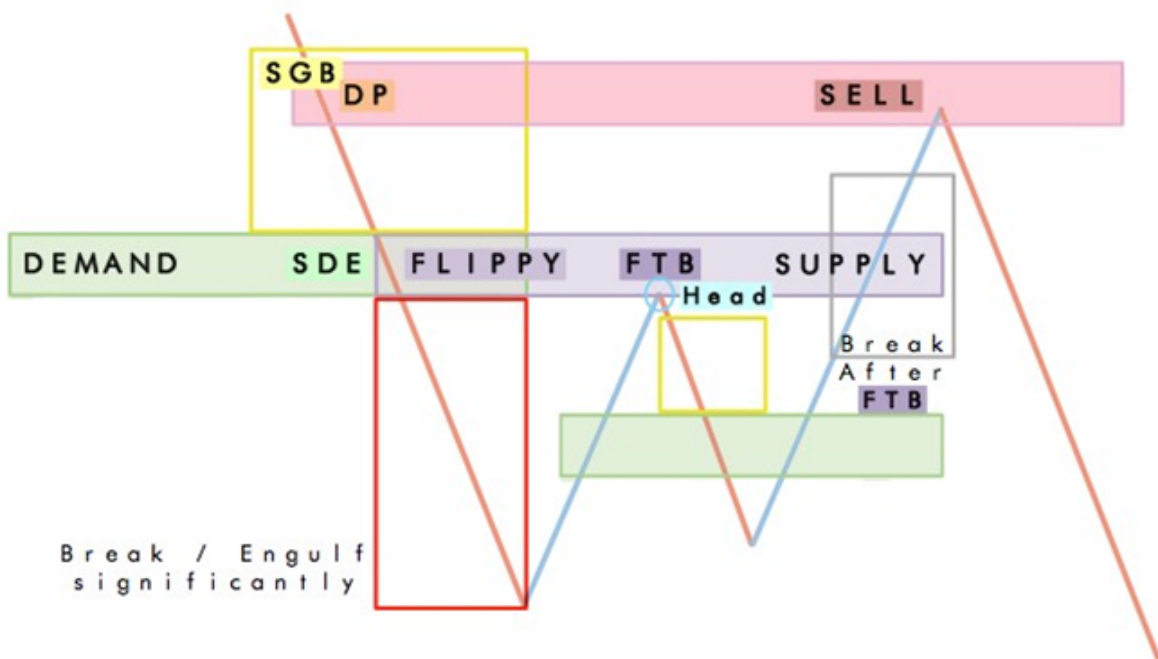 SGB
DP
SELL
DEMAND SDE FLIPPY FTB SUPPLY
Head
Break
After
FTB
Break / Engulf
significantly